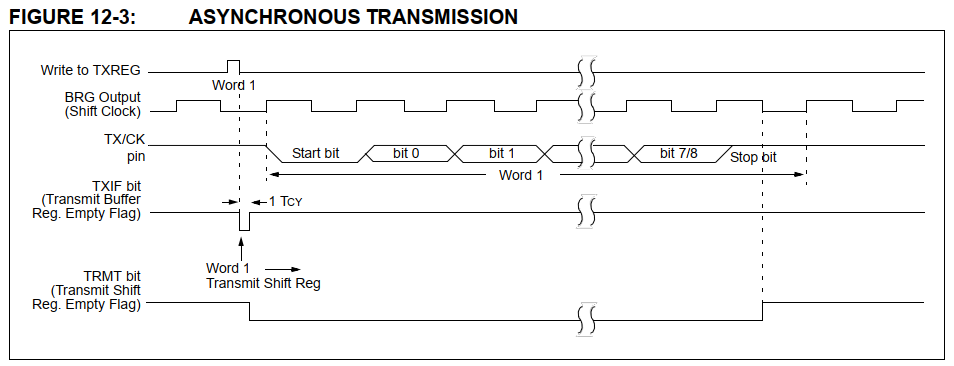 FIGURE 12-3: ASYNCHRONOUS TRANSMISSION
Write to TXREG
Word 1
BRG Output
(Shift Clock)
TX/CK
pin
Start bit
bit 0
bit 1
bit 7/8
Stop bit
Word 1
TXIF bit
(Transmit Buffer
Reg. Empty Flag)
1 TCY
Word 1
Transmit Shift Reg
TRMT bit
(Transmit Shift
Reg. Empty Flag)